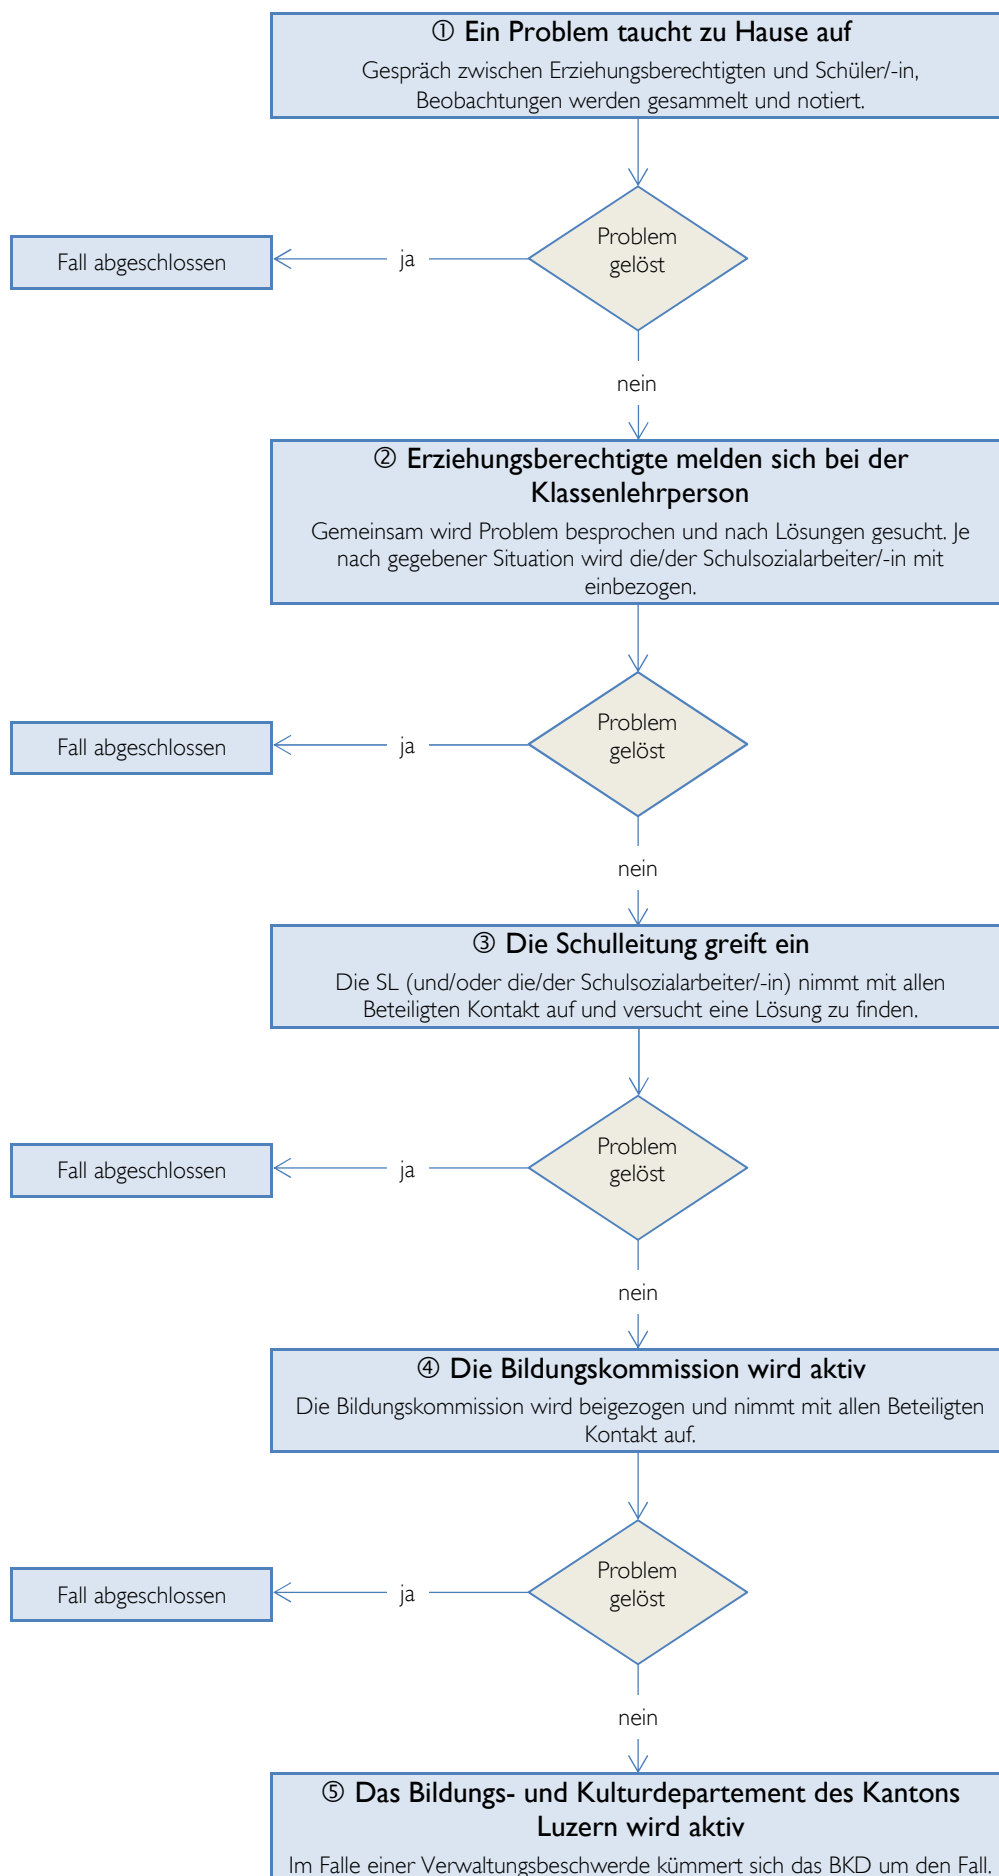 ① Ein Problem taucht zu Hause auf
Gespräch zwischen Erziehungsberechtigten und Schüler/-in,
Beobachtungen werden gesammelt und notiert.
Problem
gelöst
ja
Fall abgeschlossen
nein
② Erziehungsberechtigte melden sich bei der
Klassenlehrperson
Gemeinsam wird Problem besprochen und nach Lösungen gesucht. Je
nach gegebener Situation wird die/der Schulsozialarbeiter/-in mit
einbezogen.
Problem
gelöst
ja
Fall abgeschlossen
nein
③ Die Schulleitung greift ein
Die SL (und/oder die/der Schulsozialarbeiter/-in) nimmt mit allen
Beteiligten Kontakt auf und versucht eine Lösung zu finden.
Problem
gelöst
ja
Fall abgeschlossen
nein
④ Die Bildungskommission wird aktiv
Die Bildungskommission wird beigezogen und nimmt mit allen Beteiligten
Kontakt auf.
Problem
gelöst
ja
Fall abgeschlossen
nein
⑤ Das Bildungs- und Kulturdepartement des Kantons
Luzern wird aktiv
Im Falle einer Verwaltungsbeschwerde kümmert sich das BKD um den Fall.